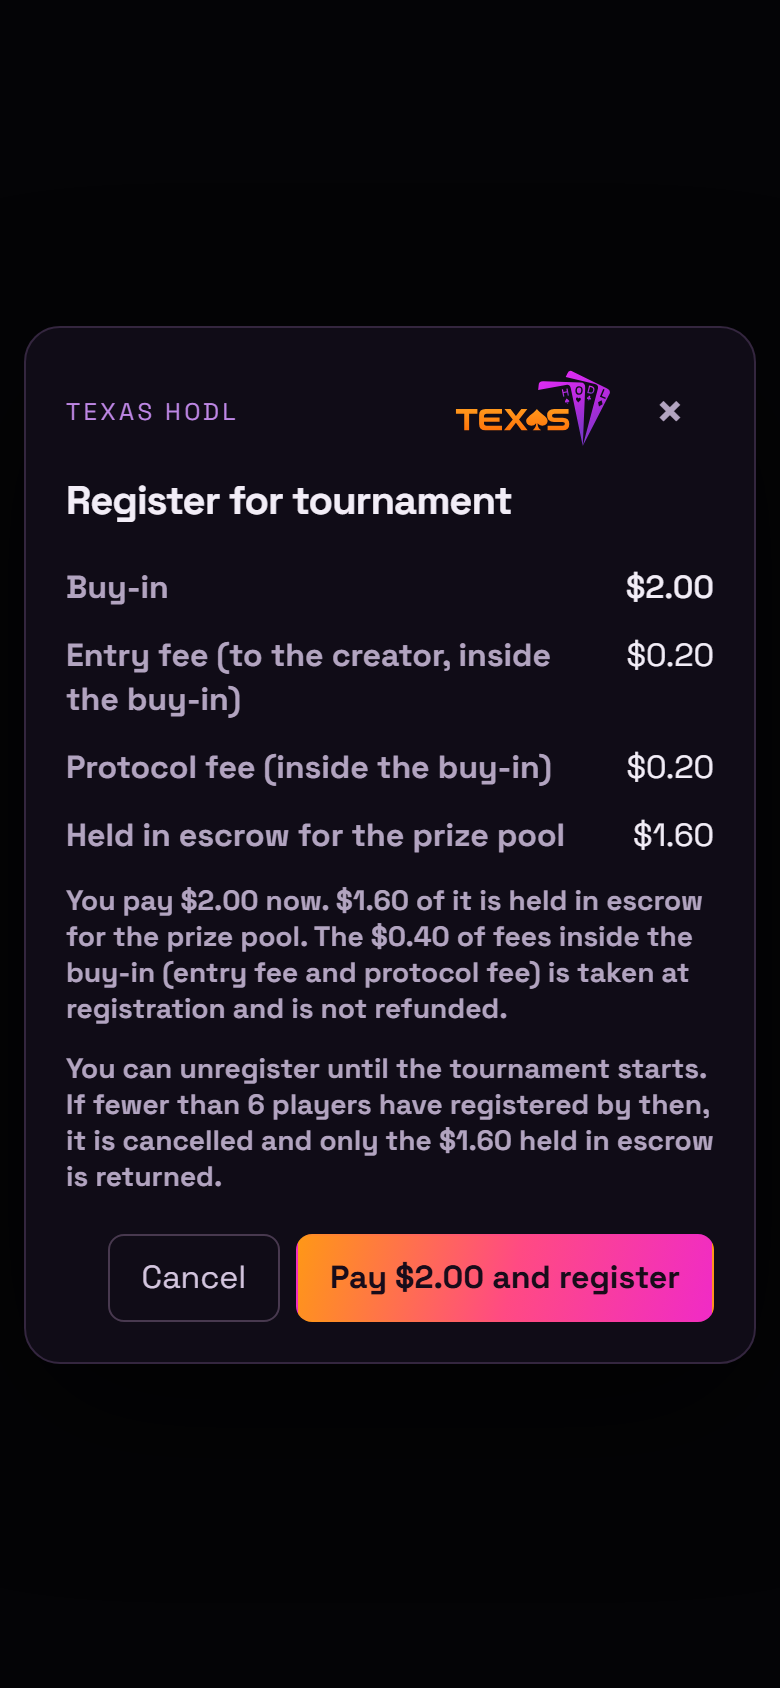 TEXAS HODL
TEXAS HODL
×
Register for tournament
Buy-in $2.00
Entry fee (to the creator, inside $0.20
the buy-in)
Protocol fee (inside the buy-in) $0.20
Held in escrow for the prize pool $1.60
You pay $2.00 now. $1.60 of it is held in escrow
for the prize pool. The $0.40 of fees inside the
buy-in (entry fee and protocol fee) is taken at
registration and is not refunded.
You can unregister until the tournament starts.
If fewer than 6 players have registered by then,
it is cancelled and only the $1.60 held in escrow
is returned.
Cancel
Pay $2.00 and register